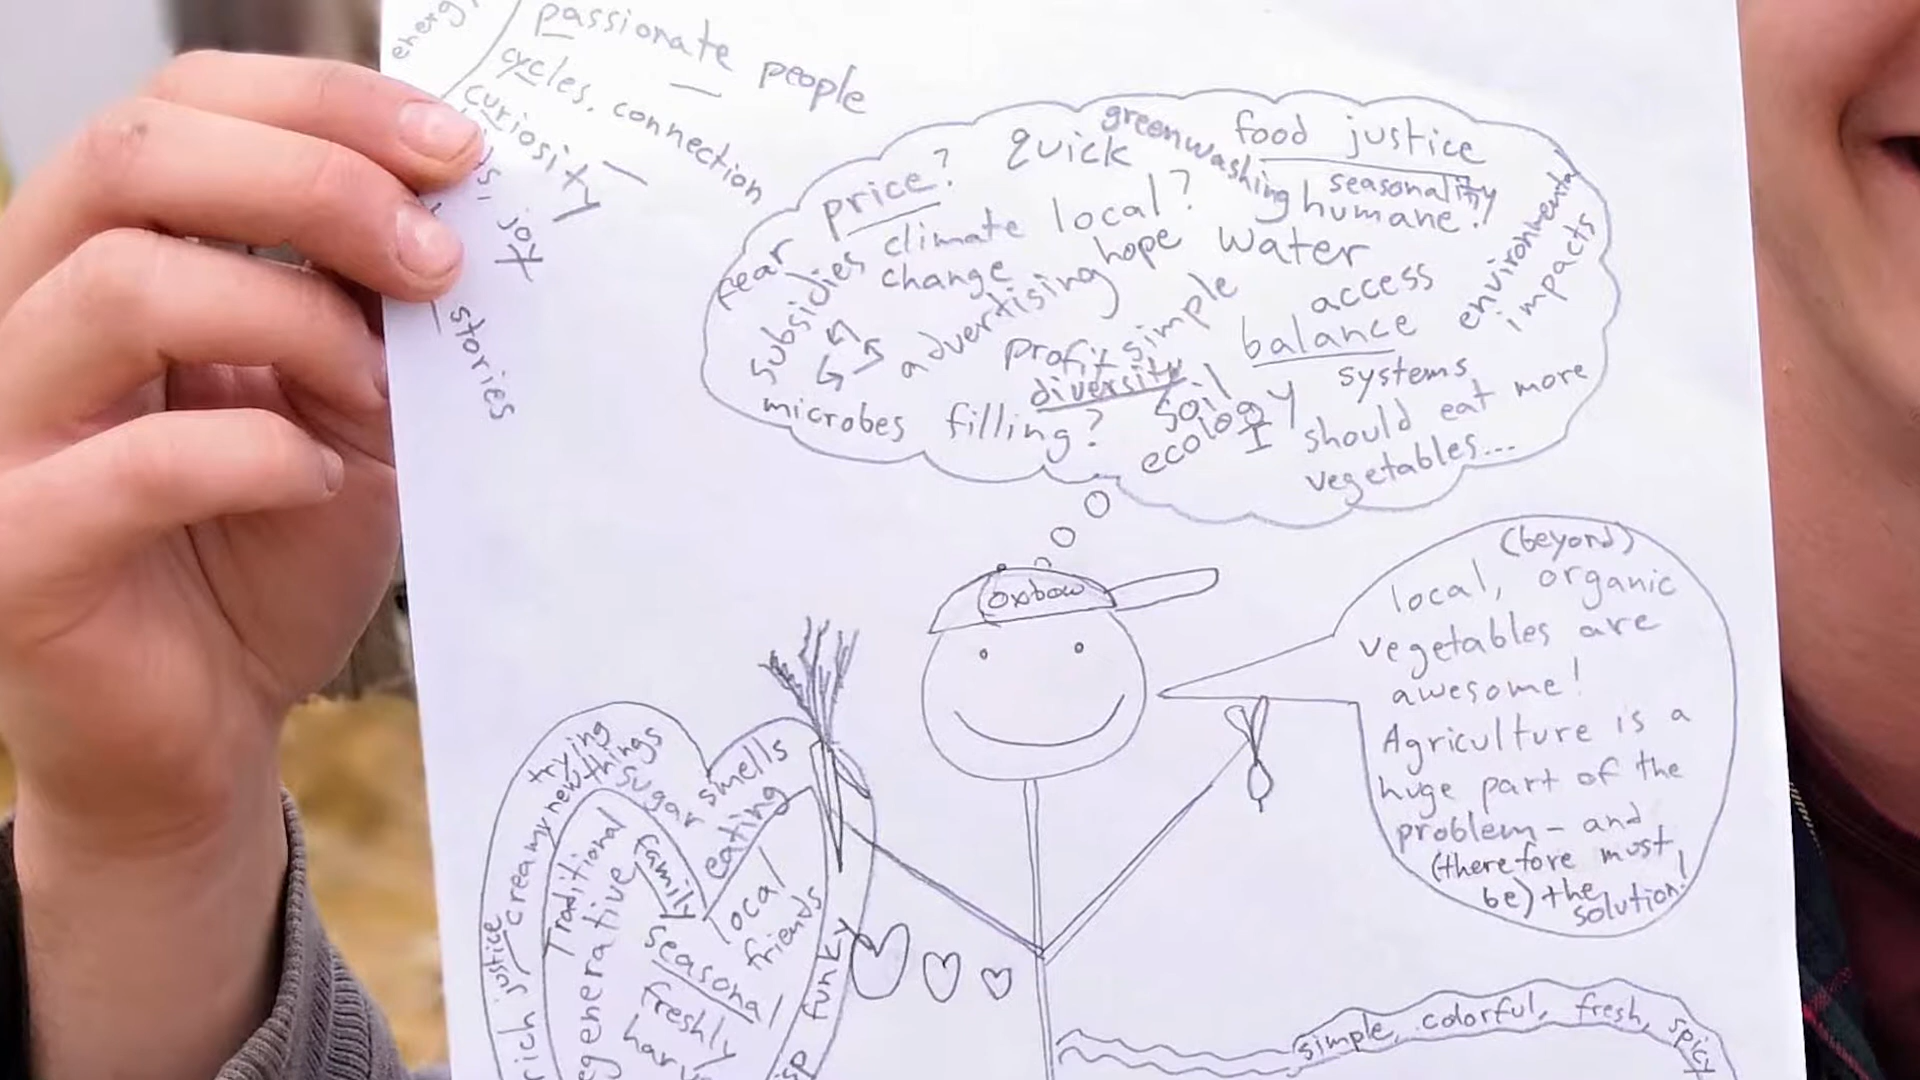 passionate people
cycles, connection
curiosity
joy
stories
greenwashing
food justice
quick
price?
seasonality
humane?!
local?
climate change
fear
subsidies
hope
water
advertising
access
environmental impacts
simple
profit
balance
diversity
systems
soil ecology
microbes
filling?
I should eat more
vegetables...
oxbow
(beyond)
local, organic
vegetables are
awesome!
Agriculture is a
huge part of the
problem - and
(therefore must
be) the
solution!
trying
new things
sugar
smells
eating
creamy
rich
justice
funky
Traditional
family
local
friends
seasonal
freshly
simple, colorful, fresh, spicy